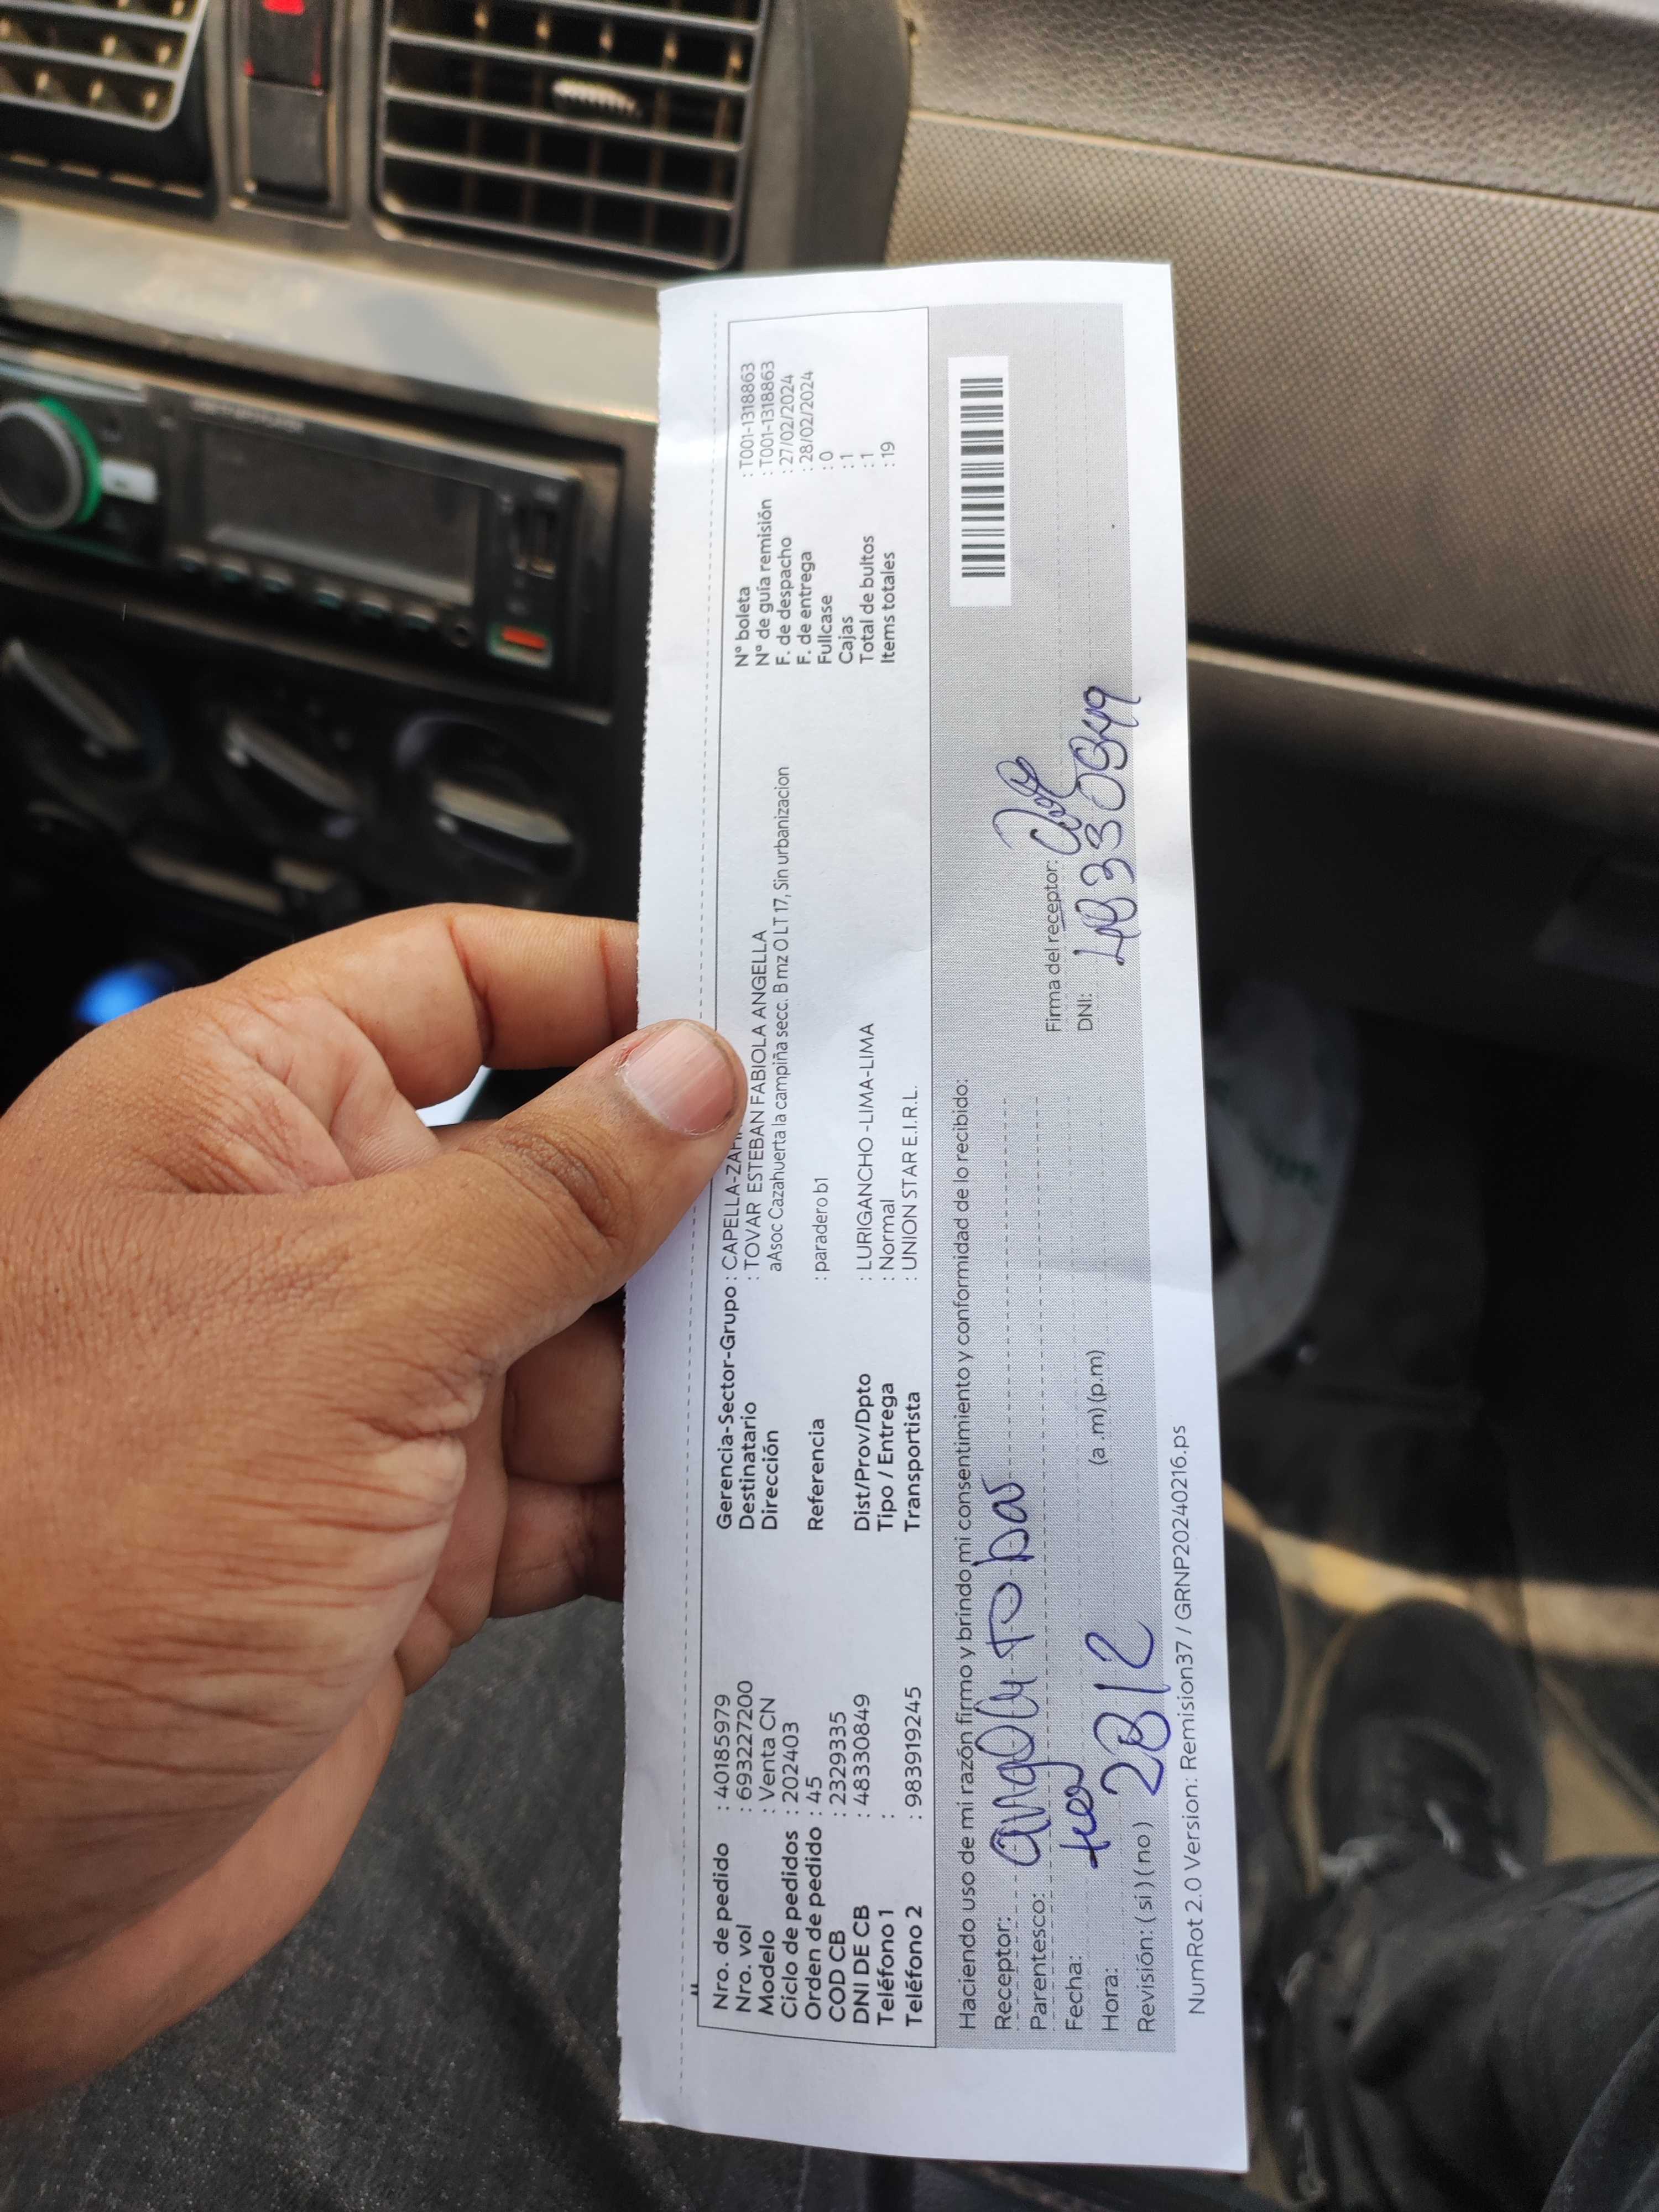 Nro. de pedido : 40185979
Nro. vol : 693227200
Modelo : Venta CN
Ciclo de pedidos : 202403
Orden de pedido : 45
COD CB : 2329335
DNI DE CB : 48330849
Teléfono 1 :
Teléfono 2 : 983919245
Gerencia-Sector-Grupo : CAPELLA-
Destinatario : TOVAR ESTEBAN FABIOLA ANGELLA
Dirección aAsoc Cazahuerta la campiña secc. B mz O LT 17, Sin urbanizacion
Referencia : paradero b1
Dist/Prov/Dpto : LURIGANCHO -LIMA-LIMA
Tipo / Entrega : Normal
Transportista : UNION STAR E.I.R.L.
N° boleta : T001-1318863
N° de guía remisión : T001-1318863
F. de despacho : 27/02/2024
F. de entrega : 28/02/2024
Fullcase : 0
Cajas : 1
Total de bultos : 1
Items totales : 19
Haciendo uso de mi razón firmo y brindo mi consentimiento y conformidad de lo recibido:
Receptor: Tobar
Parentesco:
Fecha:
Hora: 28/2 (a .m) (p.m)
Revisión: ( si ) ( no )
Firma del receptor:
DNI: 48330849
NumRot 2.0 Version: Remision37 / GRNP20240216.ps